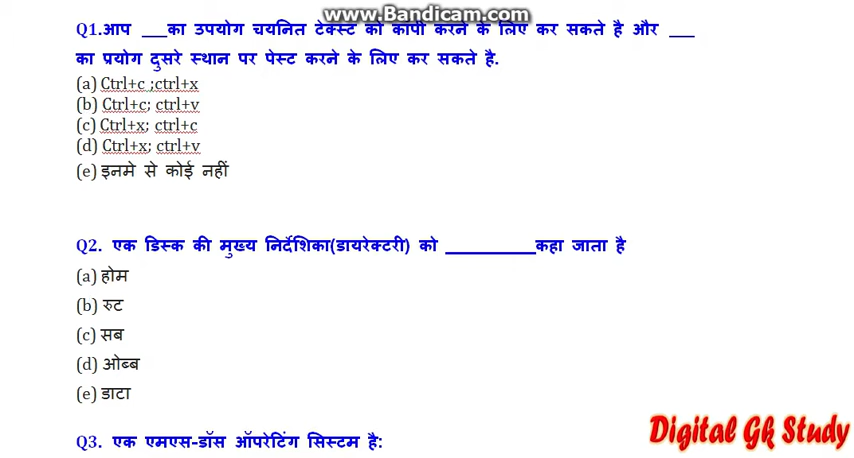 www.Bandicam.com
Q1.आप ___का उपयोग चयनित टेक्स्ट को कॉपी करने के लिए कर सकते है और ___
का प्रयोग दुसरे स्थान पर पेस्ट करने के लिए कर सकते है.
(a) Ctrl+c ;ctrl+x
(b) Ctrl+c; ctrl+v
(c) Ctrl+x; ctrl+c
(d) Ctrl+x; ctrl+v
(e) इनमे से कोई नहीं
Q2. एक डिस्क की मुख्य निर्देशिका(डायरेक्टरी) को __________कहा जाता है
(a) होम
(b) रुट
(c) सब
(d) ओब्ब
(e) डाटा
Q3. एक एमएस-डॉस ऑपरेटिंग सिस्टम है:
Digital Gk Study